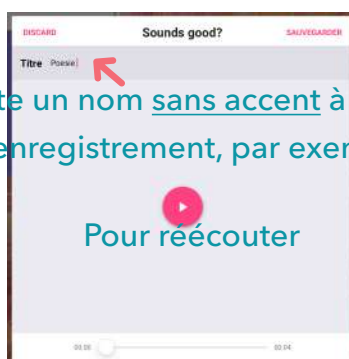 DISCARD Sounds good? SAUVEGARDER
Titre Poesie
te un nom sans accent à
enregistrement, par exem
Pour réécouter
00:00 00:04